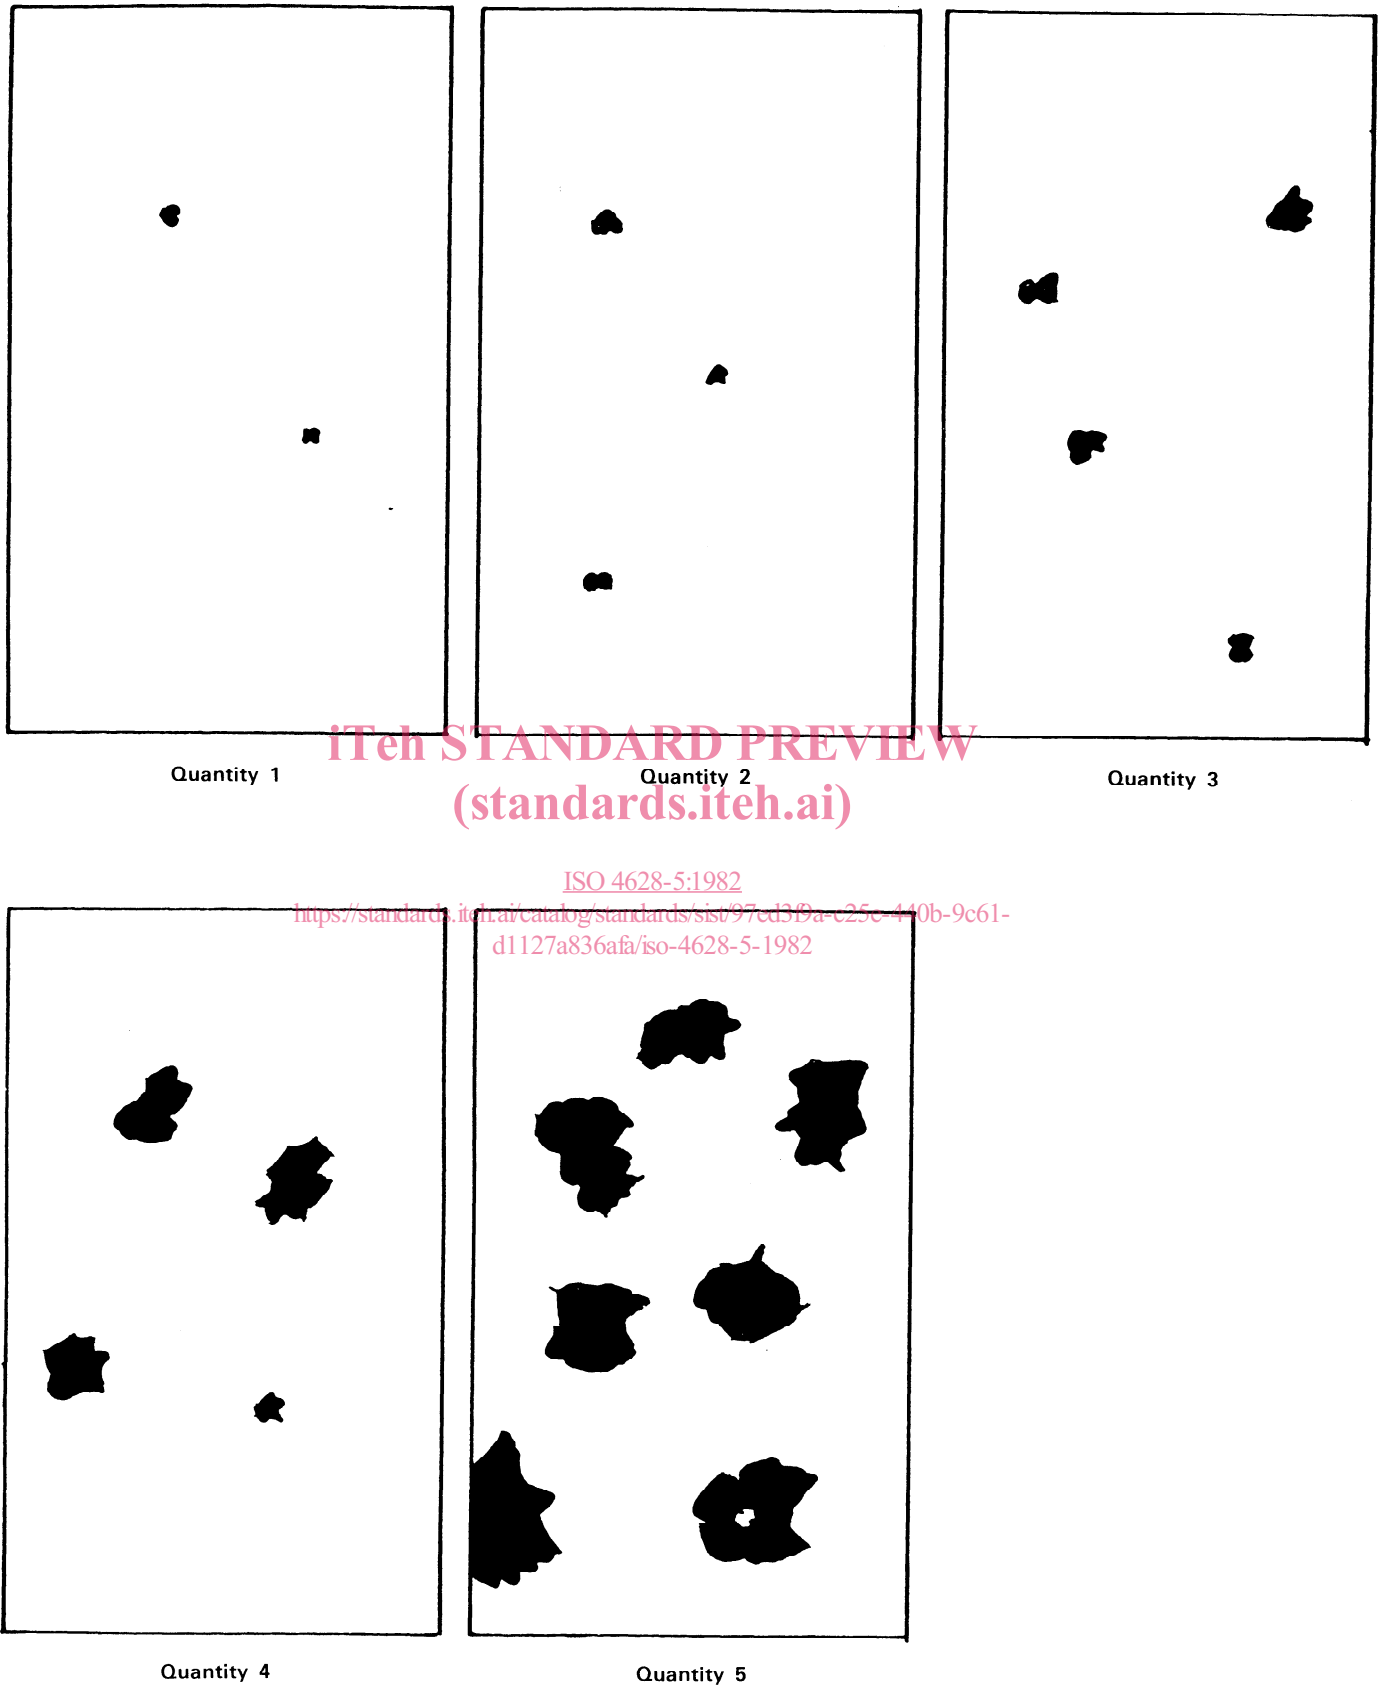 iTeh STANDARD PREVIEW
Quantity 1
Quantity 2
Quantity 3
(standards.iteh.ai)
ISO 4628-5:1982
https://standards.iteh.ai/catalog/standards/sist/97ed3f9a-c25c-440b-9c61-
d1127a836afa/iso-4628-5-1982
Quantity 4
Quantity 5